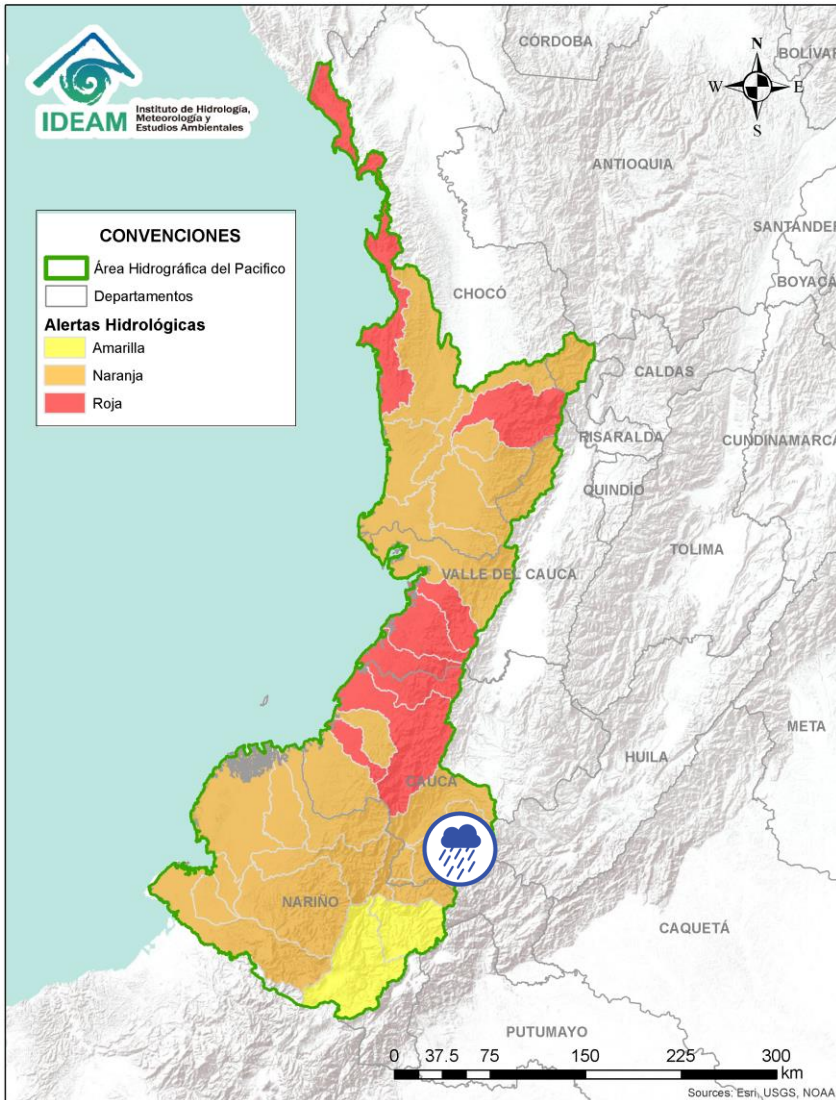 IDEAM
Instituto de Hidrología,
Meteorología y
Estudios Ambientales
CÓRDOBA
BOLÍVAR
N
W
E
S
ANTIOQUIA
CONVENCIONES
Área Hidrográfica del Pacifico
Departamentos
Alertas Hidrológicas
Amarilla
Naranja
Roja
SANTANDER
BOYACÁ
CHOCÓ
CALDAS
RISARALDA
CUNDINAMARCA
QUINDÍO
TOLIMA
VALLE DEL CAUCA
META
HUILA
CAUCA
NARIÑO
CAQUETÁ
PUTUMAYO
0 37.5 75 150 225 300
km
Sources: Esri, USGS, NOAA